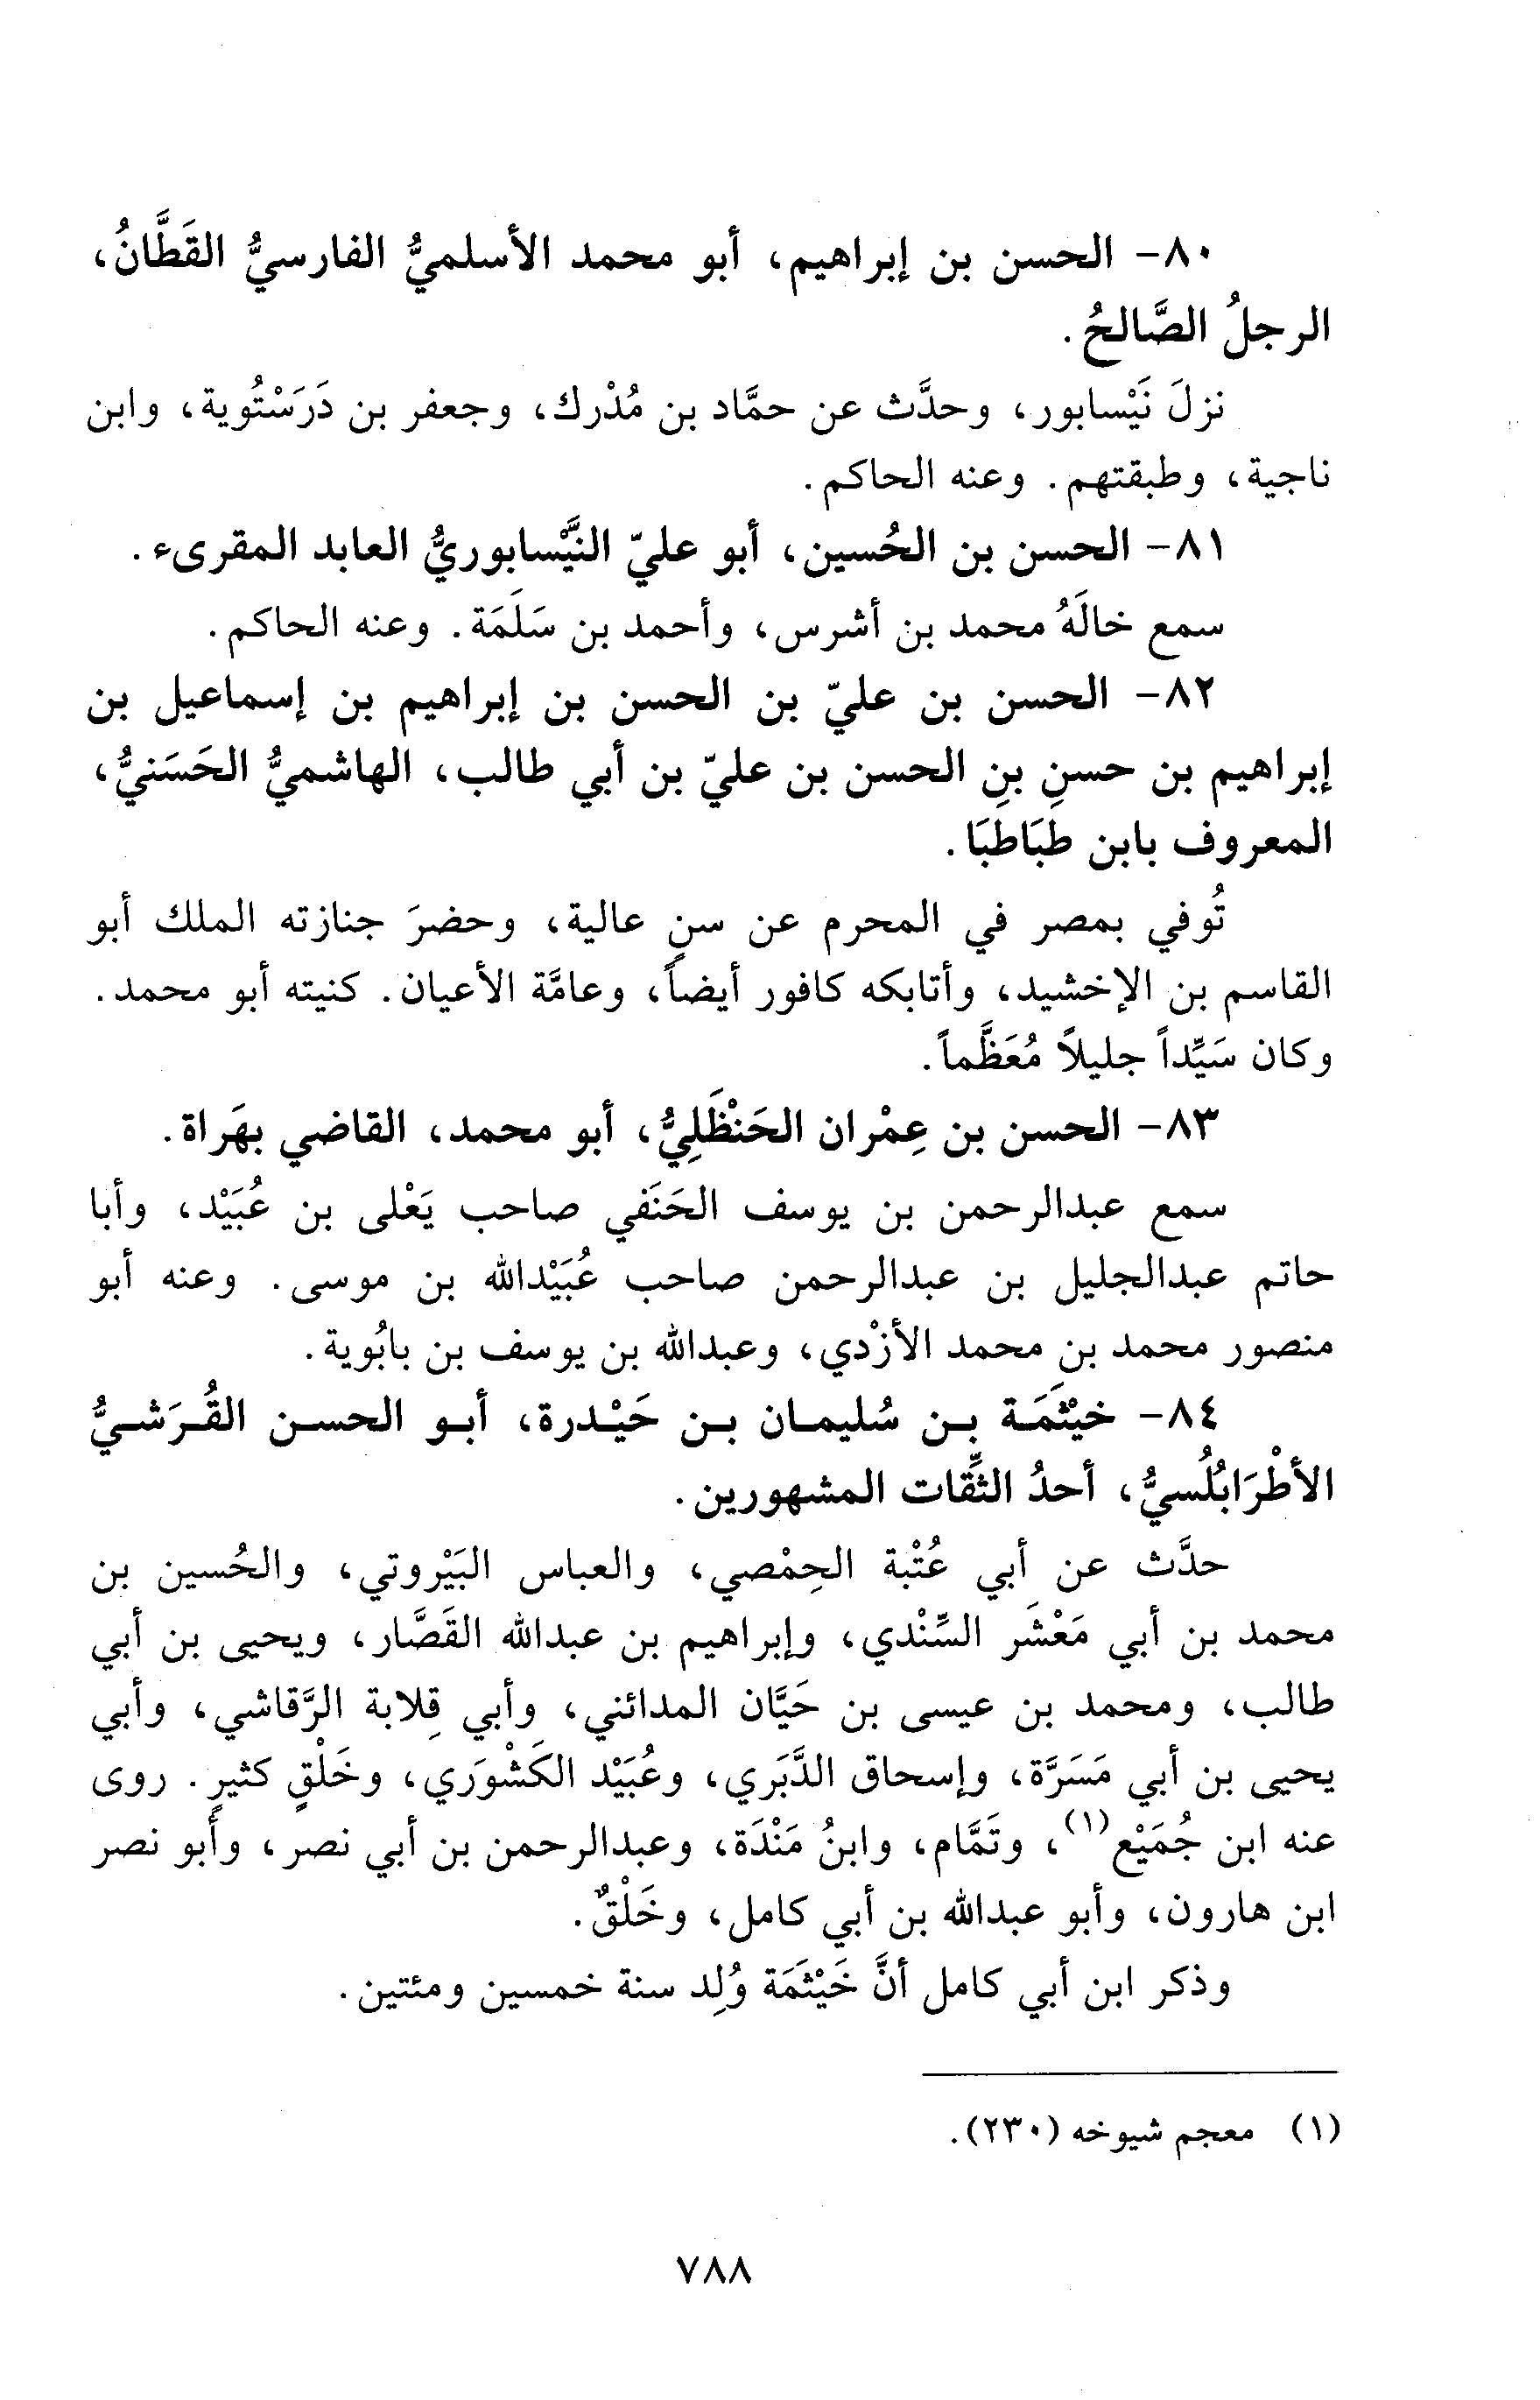 ٨٠- الحسن بن إبراهيم، أبو محمد الأسلميُّ الفارسيُّ القَطَّانُ،
الرجلُ الصَّالحُ.
نزلَ نَيْسابور، وحدَّث عن حمَّاد بن مُدْرك، وجعفر بن دَرَسْتُوية، وابن
ناجية، وطبقتهم. وعنه الحاكم.
٨١- الحسن بن الحُسين، أبو عليّ النَّيْسابوريُّ العابد المقرىء.
سمع خالَهُ محمد بن أشرس، وأحمد بن سَلَمَة. وعنه الحاكم.
٨٢- الحسن بن عليّ بن الحسن بن إبراهيم بن إسماعيل بن
إبراهيم بن حسنِ بنِ الحسن بن عليّ بن أبي طالب، الهاشميُّ الحَسَنيُّ،
المعروف بابن طَبَاطَبَا.
تُوفي بمصر في المحرم عن سنٍ عالية، وحضرَ جنازته الملك أبو
القاسم بن الإخشيد، وأتابكه كافور أيضاً، وعامَّة الأعيان. كنيته أبو محمد.
وكان سَيِّداً جليلاً مُعَظَّماً.
٨٣- الحسن بن عِمْران الحَنْظَلِيُّ، أبو محمد، القاضي بهَراة.
سمع عبدالرحمن بن يوسف الحَنَفي صاحب يَعْلى بن عُبَيْد، وأبا
حاتم عبدالجليل بن عبدالرحمن صاحب عُبَيْدالله بن موسى. وعنه أبو
منصور محمد بن محمد الأزْدي، وعبدالله بن يوسف بن بابُوية.
٨٤- خيْثَمَة بن سُليمان بن حَيْدرة، أبو الحسن القُرَشيُّ
الأطْرَابُلُسيُّ، أحدُ الثِّقات المشهورين.
حدَّث عن أبي عُتْبة الحِمْصي، والعباس البَيْروتي، والحُسين بن
محمد بن أبي مَعْشَر السِّنْدي، وإبراهيم بن عبدالله القَصَّار، ويحيى بن أبي
طالب، ومحمد بن عيسى بن حَيَّان المدائني، وأبي قِلابة الرَّقاشي، وأبي
يحيى بن أبي مَسَرَّة، وإسحاق الدَّبَري، وعُبَيْد الكَشْوَري، وخَلْقٍ كثيرٍ. روى
عنه ابن جُمَيْع(١)، وتَمَّام، وابنُ مَنْدَة، وعبدالرحمن بن أبي نصر، وأبو نصر
ابن هارون، وأبو عبدالله بن أبي كامل، وخَلْقٌ.
وذكر ابن أبي كامل أنَّ خَيْثَمَة وُلِد سنة خمسين ومئتين.
(١) معجم شيوخه (٢٣٠).
٧٨٨